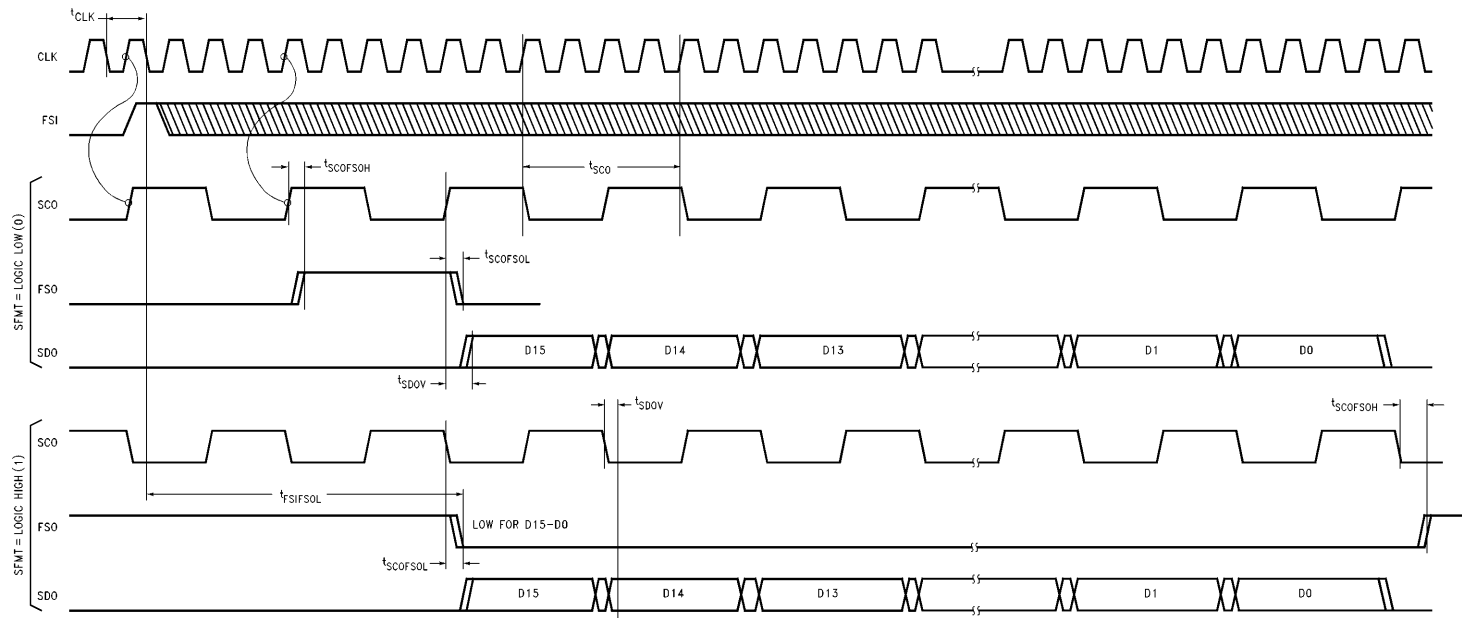 tCLK
CLK
FSI
tSCOFSOH
tSCO
SFMT = LOGIC LOW (0)
SCO
tSCOFSOL
FSO
SDO
D15
D14
D13
D1
D0
tSDOV
tSDOV
tSCOFSOH
SFMT = LOGIC HIGH (1)
SCO
tFSIFSOL
FSO
LOW FOR D15-D0
tSCOFSOL
SDO
D15
D14
D13
D1
D0